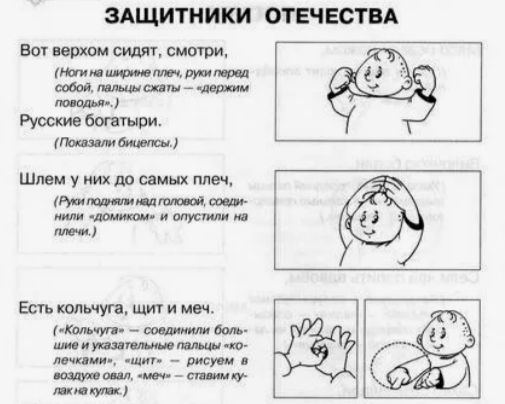 ЗАЩИТНИКИ ОТЕЧЕСТВА
Вот верхом сидят, смотри,
(Ноги на ширине плеч, руки перед
собой, пальцы сжаты — «держим
поводья».)
Русские богатыри.
(Показали бицепсы.)
Шлем у них до самых плеч,
(Руки подняли над головой, соеди-
нили «домиком» и опустили на
плечи.)
Есть кольчуга, щит и меч.
(«Кольчуга» — соединили боль-
шие и указательные пальцы «ко-
лечками», «щит» — рисуем в
воздухе овал, «меч» — ставим ку-
лак на кулак.)